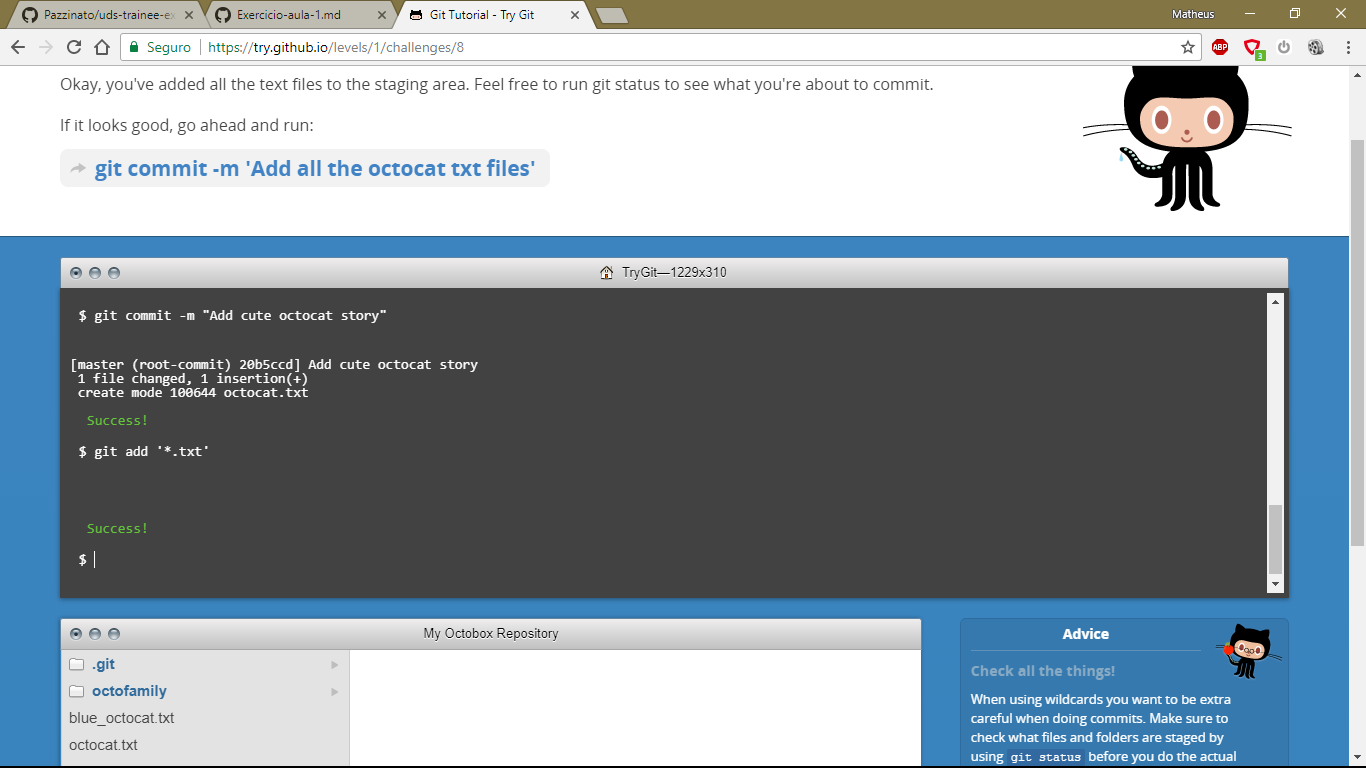 Pazzinato/uds-trainee-ex
Exercicio-aula-1.md
Git Tutorial - Try Git
Matheus
Seguro
https://try.github.io/levels/1/challenges/8
ABP
3
Okay, you've added all the text files to the staging area. Feel free to run git status to see what you're about to commit.
If it looks good, go ahead and run:
git commit -m 'Add all the octocat txt files'
TryGit—1229x310
$ git commit -m "Add cute octocat story"
[master (root-commit) 20b5ccd] Add cute octocat story
1 file changed, 1 insertion(+)
create mode 100644 octocat.txt
Success!
$ git add '*.txt'
Success!
$
My Octobox Repository
.git
octofamily
blue_octocat.txt
octocat.txt
Advice
Check all the things!
When using wildcards you want to be extra
careful when doing commits. Make sure to
check what files and folders are staged by
using git status before you do the actual